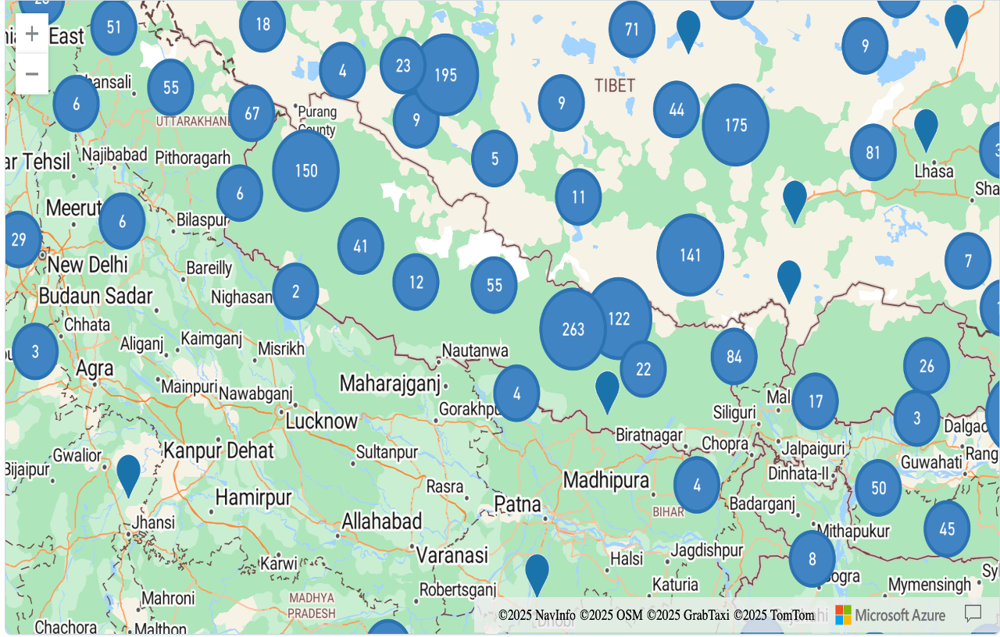 51
18
71
9
East
23
195
4
55
ansali
6
67
Purang
County
9
9
TIBET
44
175
UTTARAKHAND
81
ar Tehsil
Najibabad
Pithoragarh
150
5
Lhasa
Sha
6
11
Meerut
6
Bilaspur
29
41
141
7
New Delhi
Bareilly
12
55
Budaun Sadar
Nighasan
2
Chhata
263
122
3
Aliganj
Kaimganj
Misrikh
Nautanwa
22
84
26
Agra
Mainpuri
Nawabganj
Maharajganj
4
Gorakhpu
Mal
17
Siliguri
3
Lucknow
Dalgao
Biratnagar
Chopra
Jalpaiguri
Gwalior
Kanpur Dehat
Sultanpur
Rang
Guwahati
Bijaipur
Dinhata-II
Madhipura
Rasra
4
50
Hamirpur
Patna
BIHAR
Badarganj
Jhansi
Allahabad
Mithapukur
45
Karwi
Varanasi
Halsi
Jagdishpur
8
Bogra
Sy
Robertsganj
Katuria
Mymensingh
Mahroni
MADHYA
PRADESH
Chachora
Malthon
©2025 NavInfo ©2025 OSM ©2025 GrabTaxi ©2025 TomTom
Microsoft Azure